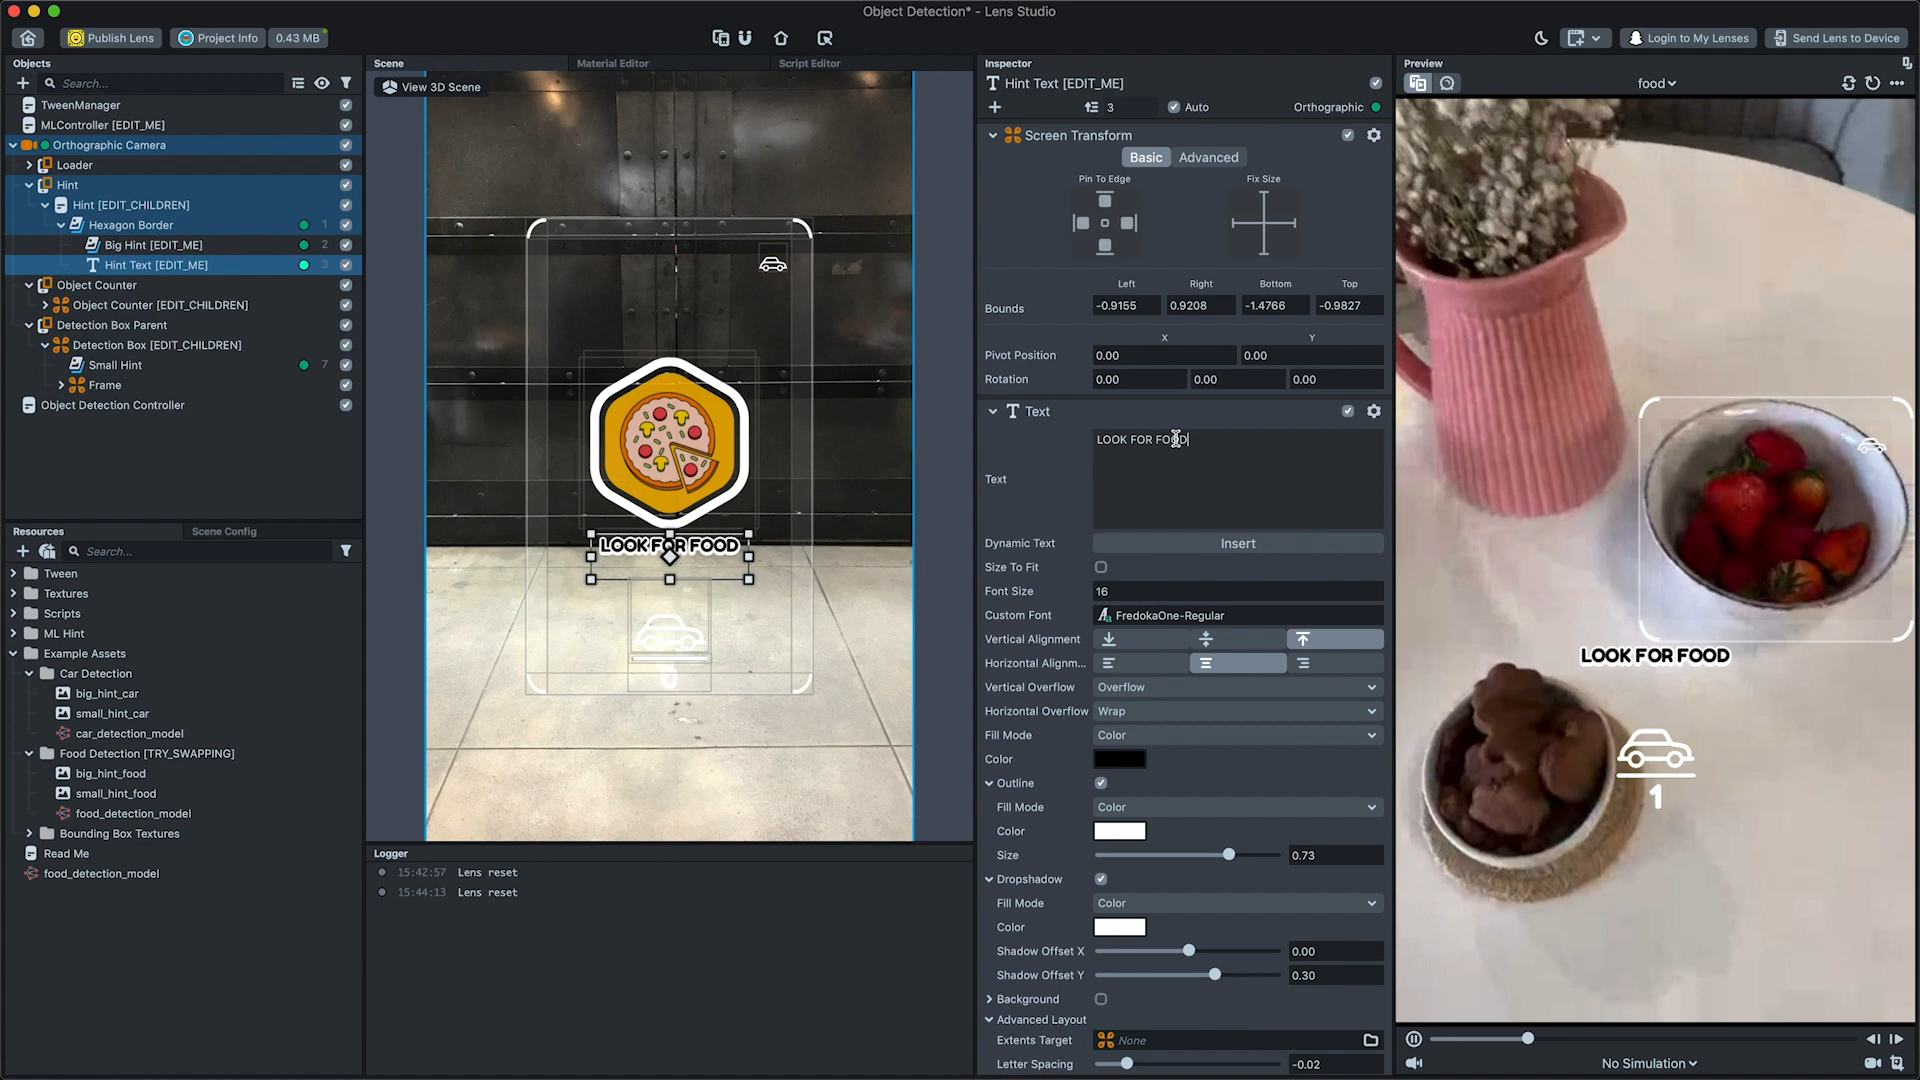 Object Detection* - Lens Studio
Publish Lens
Project Info
0.43 MB
Login to My Lenses
Send Lens to Device
Objects
Search...
TweenManager
MLController [EDIT_ME]
Orthographic Camera
Loader
Hint
Hint [EDIT_CHILDREN]
Hexagon Border 1
Big Hint [EDIT_ME] 2
Hint Text [EDIT_ME] 3
Object Counter
Object Counter [EDIT_CHILDREN]
Detection Box Parent
Detection Box [EDIT_CHILDREN]
Small Hint 7
Frame
Object Detection Controller
Resources
Scene Config
Search...
Tween
Textures
Scripts
ML Hint
Example Assets
Car Detection
big_hint_car
small_hint_car
car_detection_model
Food Detection [TRY_SWAPPING]
big_hint_food
small_hint_food
food_detection_model
Bounding Box Textures
Read Me
food_detection_model
Scene
Material Editor
Script Editor
View 3D Scene
LOOK FOR FOOD
Logger
15:42:57 Lens reset
15:44:13 Lens reset
Inspector
Hint Text [EDIT_ME]
3
Auto
Orthographic
Screen Transform
Basic
Advanced
Pin To Edge
Fix Size
Left Right Bottom Top
Bounds -0.9155 0.9208 -1.4766 -0.9827
X Y
Pivot Position 0.00 0.00
Rotation 0.00 0.00 0.00
Text
LOOK FOR FOOD
Text
Dynamic Text Insert
Size To Fit
Font Size 16
Custom Font FredokaOne-Regular
Vertical Alignment
Horizontal Alignm...
Vertical Overflow Overflow
Horizontal Overflow Wrap
Fill Mode Color
Color
Outline
Fill Mode Color
Color
Size 0.73
Dropshadow
Fill Mode Color
Color
Shadow Offset X 0.00
Shadow Offset Y 0.30
Background
Advanced Layout
Extents Target None
Letter Spacing -0.02
Preview
food
LOOK FOR FOOD
1
No Simulation